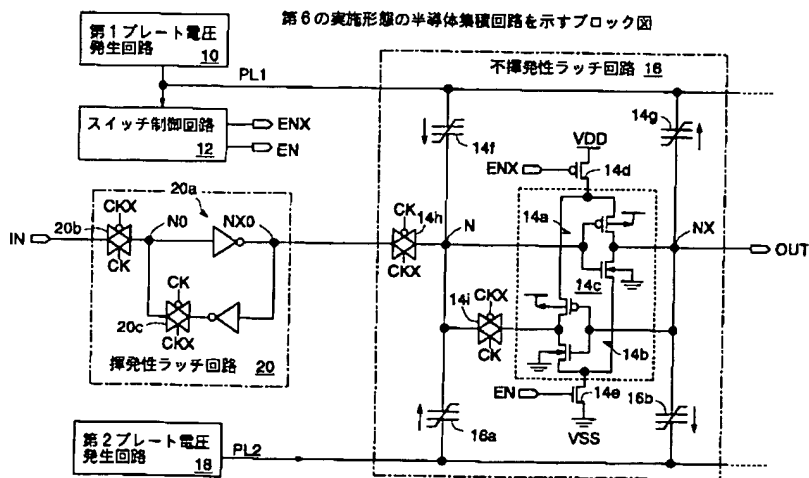 第6の実施形態の半導体集積回路を示すブロック図
第1プレート電圧
発生回路 10
PL1
不揮発性ラッチ回路 16
スイッチ制御回路
12
ENX
EN
14f
14g
VDD
ENX
14d
20a
20b
CKX
CK
N0
NX0
IN
CK
14h
CKX
N
14a
NX
OUT
14c
CK
20c
CKX
CKX
14i
CK
14b
揮発性ラッチ回路 20
EN
14e
VSS
16a
16b
第2プレート電圧
発生回路 18
PL2